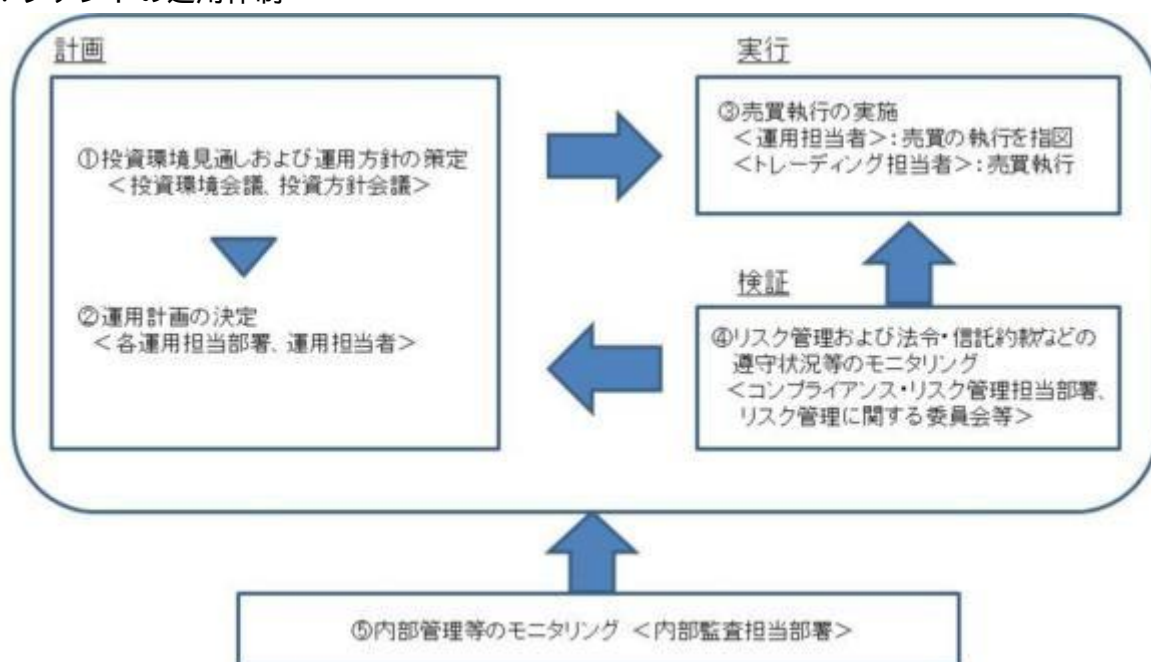 計画
①投資環境見通しおよび運用方針の策定
<投資環境会議、投資方針会議>
②運用計画の決定
<各運用担当部署、運用担当者>
実行
③売買執行の実施
<運用担当者>:売買の執行を指図
<トレーディング担当者>:売買執行
検証
④リスク管理および法令・信託約款などの
遵守状況等のモニタリング
<コンプライアンス・リスク管理担当部署、
リスク管理に関する委員会等>
⑤内部管理等のモニタリング <内部監査担当部署>